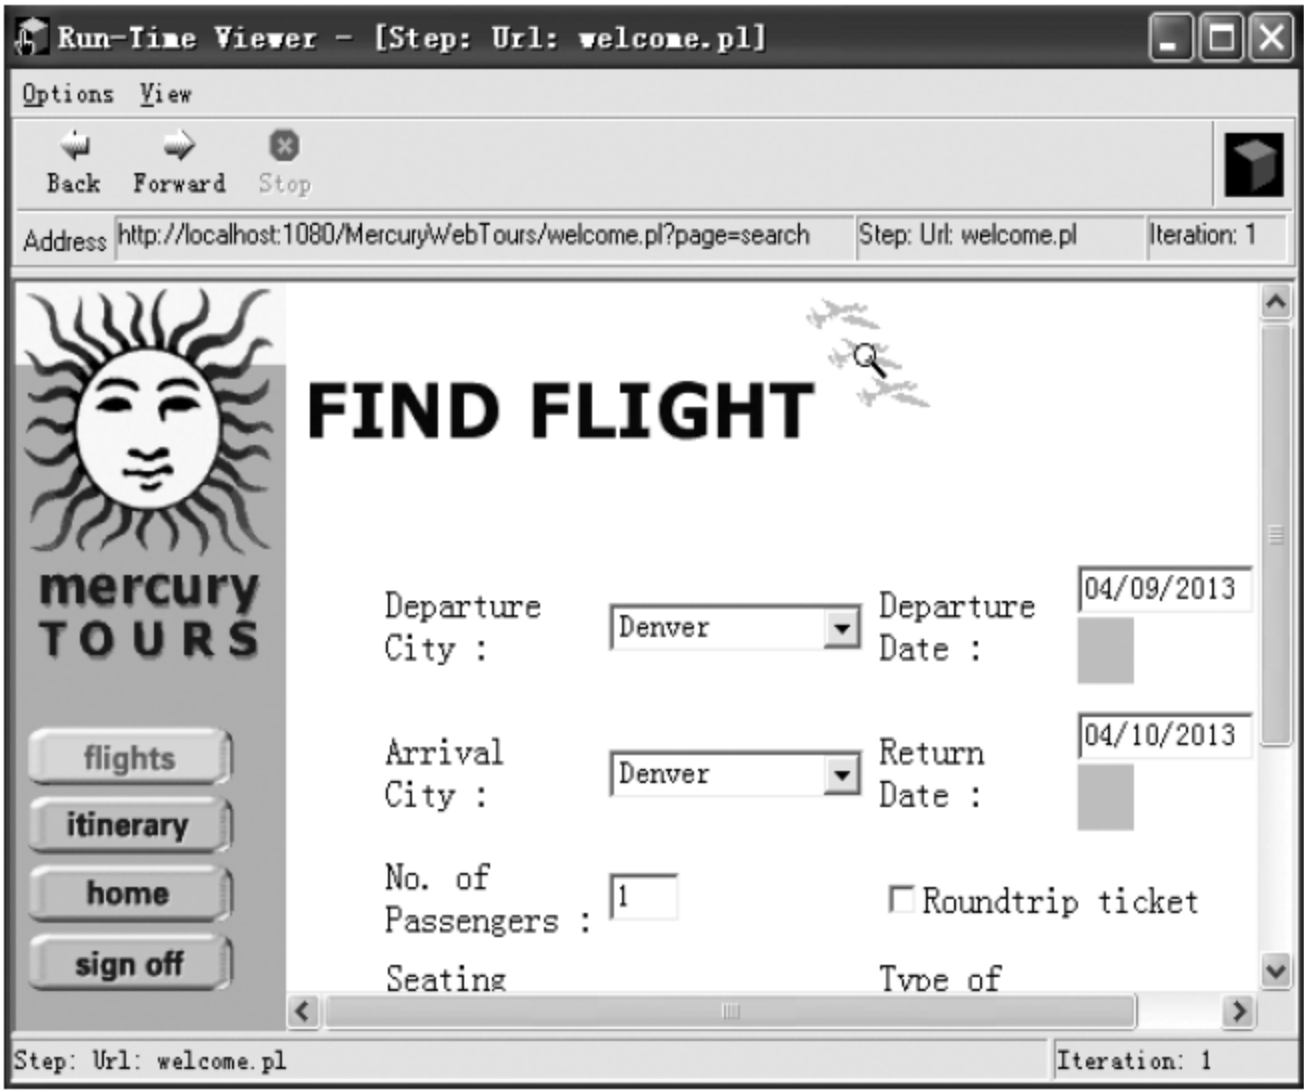 Run-Time Viewer - [Step: Url: welcome.pl]
Options View
Back Forward Stop
Address http://localhost:1080/MercuryWebTours/welcome.pl?page=search Step: Url: welcome.pl Iteration: 1
FIND FLIGHT
mercury
TOURS
flights
itinerary
home
sign off
Departure
City :
Denver
Departure
Date :
04/09/2013
Arrival
City :
Denver
Return
Date :
04/10/2013
No. of
Passengers :
1
Roundtrip ticket
Seating
Type of
Step: Url: welcome.pl Iteration: 1